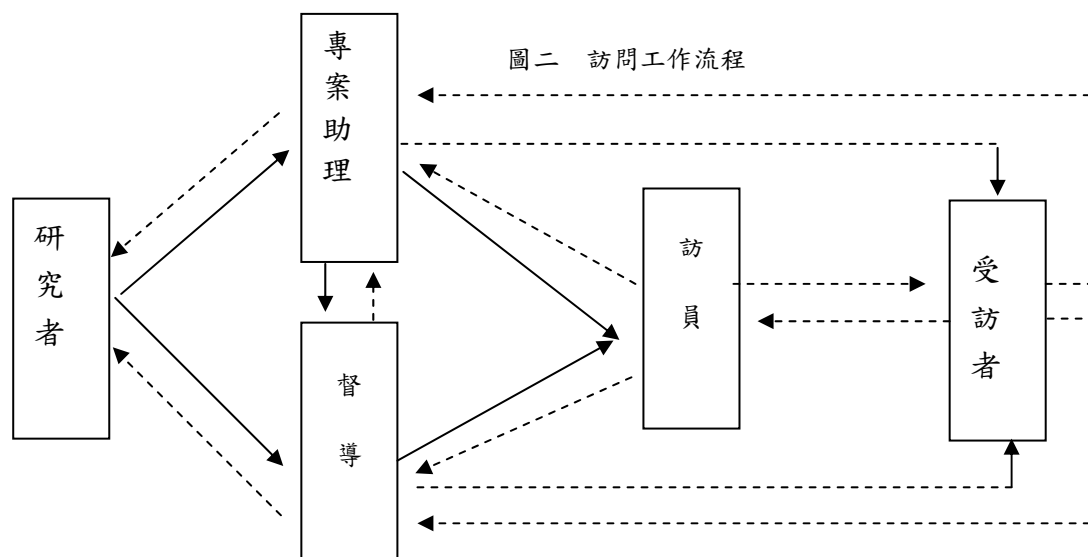 圖二 訪問工作流程
專案助理
研究者
訪員
受訪者
督導